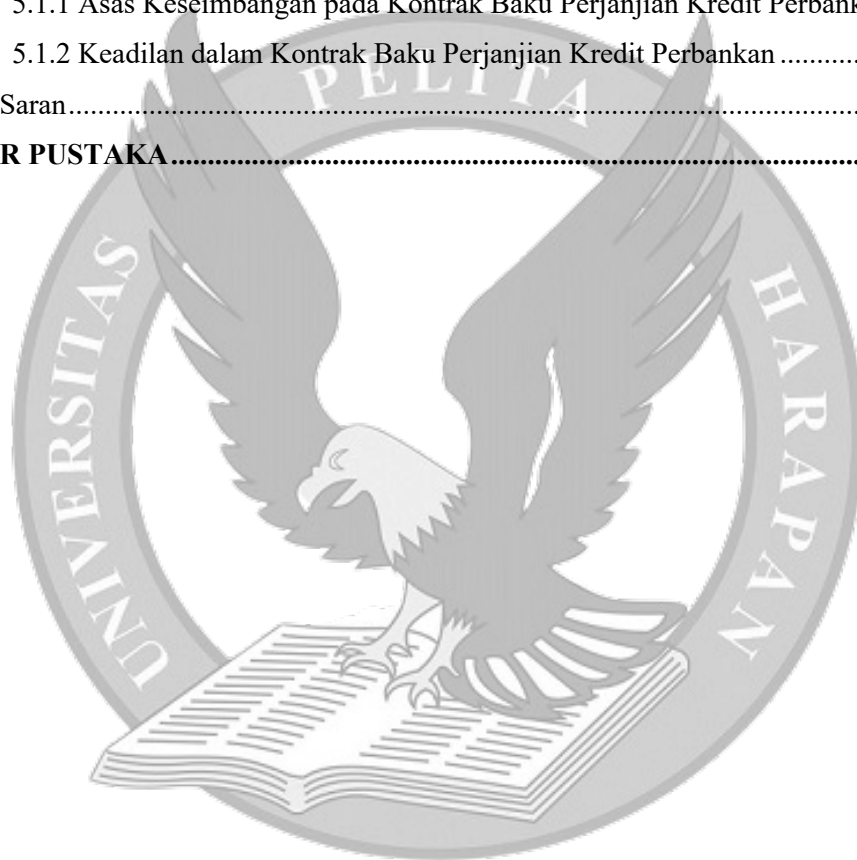 5.1.1 Asas Keseimbangan pada Kontrak Baku Perjanjian Kredit
5.1.2 Keadilan dalam Kontrak Baku Perjanjian Kredit Perbankan ...........
Saran...............................................................................................
R PUSTAKA...................................................................................
UNIVERSITAS PELITA HARAPAN